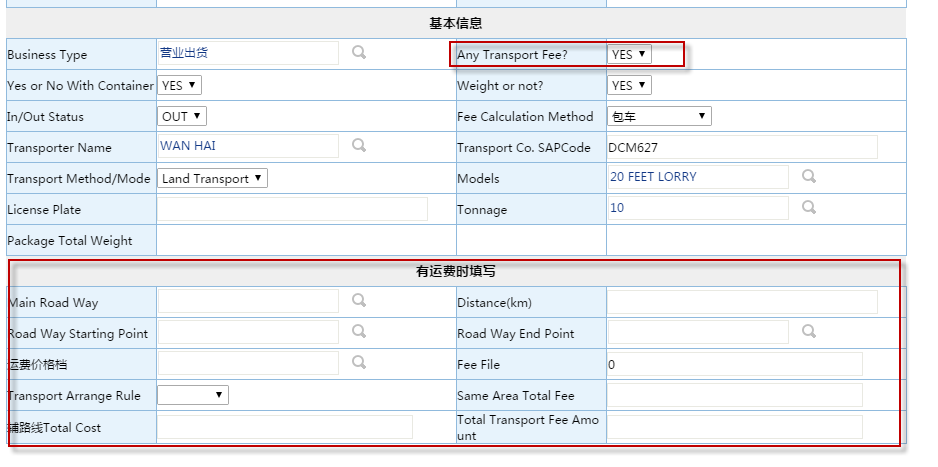 基本信息
Business Type 营业出货 Any Transport Fee? YES
Yes or No With Container YES Weight or not? YES
In/Out Status OUT Fee Calculation Method 包车
Transporter Name WAN HAI Transport Co. SAPCode DCM627
Transport Method/Mode Land Transport Models 20 FEET LORRY
License Plate Tonnage 10
Package Total Weight
有运费时填写
Main Road Way Distance(km)
Road Way Starting Point Road Way End Point
运费价格档 Fee File 0
Transport Arrange Rule Same Area Total Fee
辅路线Total Cost Total Transport Fee Amo
unt